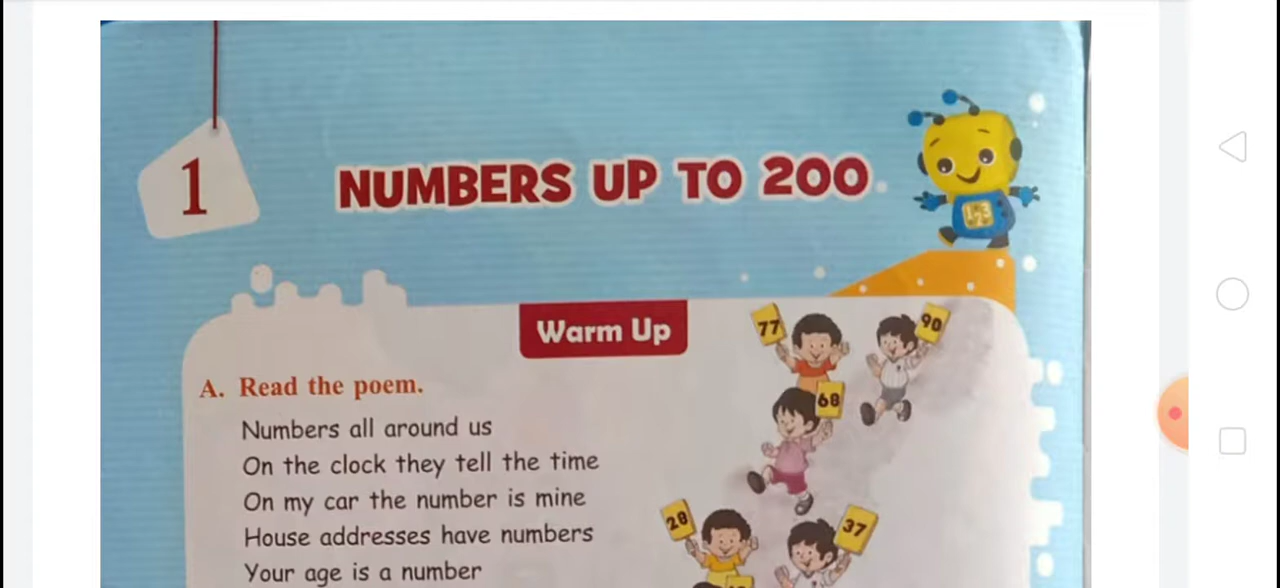 1
NUMBERS UP TO 200
123
Warm Up
77
90
68
A. Read the poem.
Numbers all around us
On the clock they tell the time
On my car the number is mine
House addresses have numbers
Your age is a number
28
37